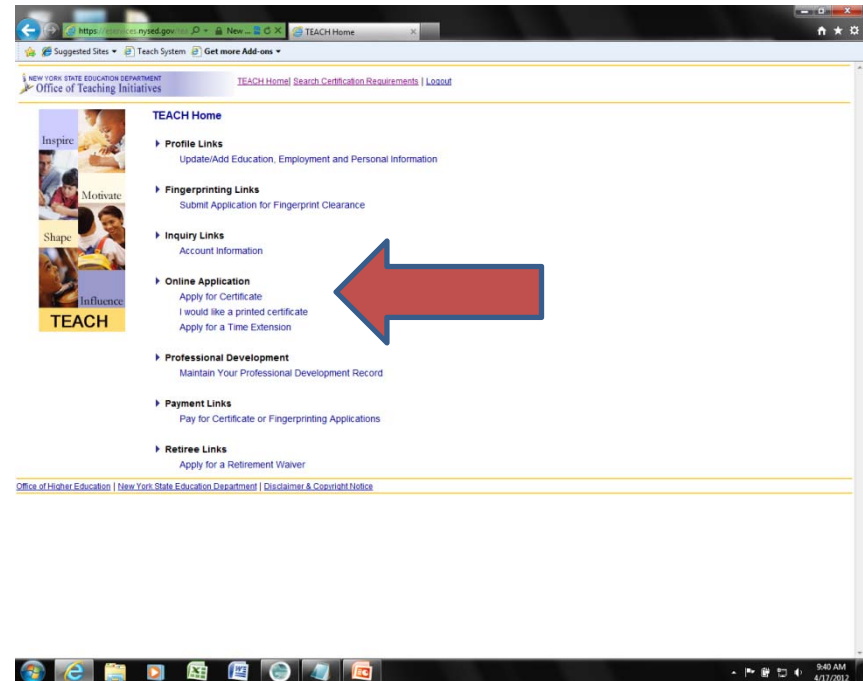 https://eservices.nysed.gov New ... TEACH Home
Suggested Sites Teach System Get more Add-ons
NEW YORK STATE EDUCATION DEPARTMENT
Office of Teaching Initiatives
TEACH Home| Search Certification Requirements | Logout
Inspire
Motivate
Shape
Influence
TEACH
TEACH Home
Profile Links
Update/Add Education, Employment and Personal Information
Fingerprinting Links
Submit Application for Fingerprint Clearance
Inquiry Links
Account Information
Online Application
Apply for Certificate
I would like a printed certificate
Apply for a Time Extension
Professional Development
Maintain Your Professional Development Record
Payment Links
Pay for Certificate or Fingerprinting Applications
Retiree Links
Apply for a Retirement Waiver
Office of Higher Education | New York State Education Department | Disclaimer & Copyright Notice
9:40 AM
4/17/2012